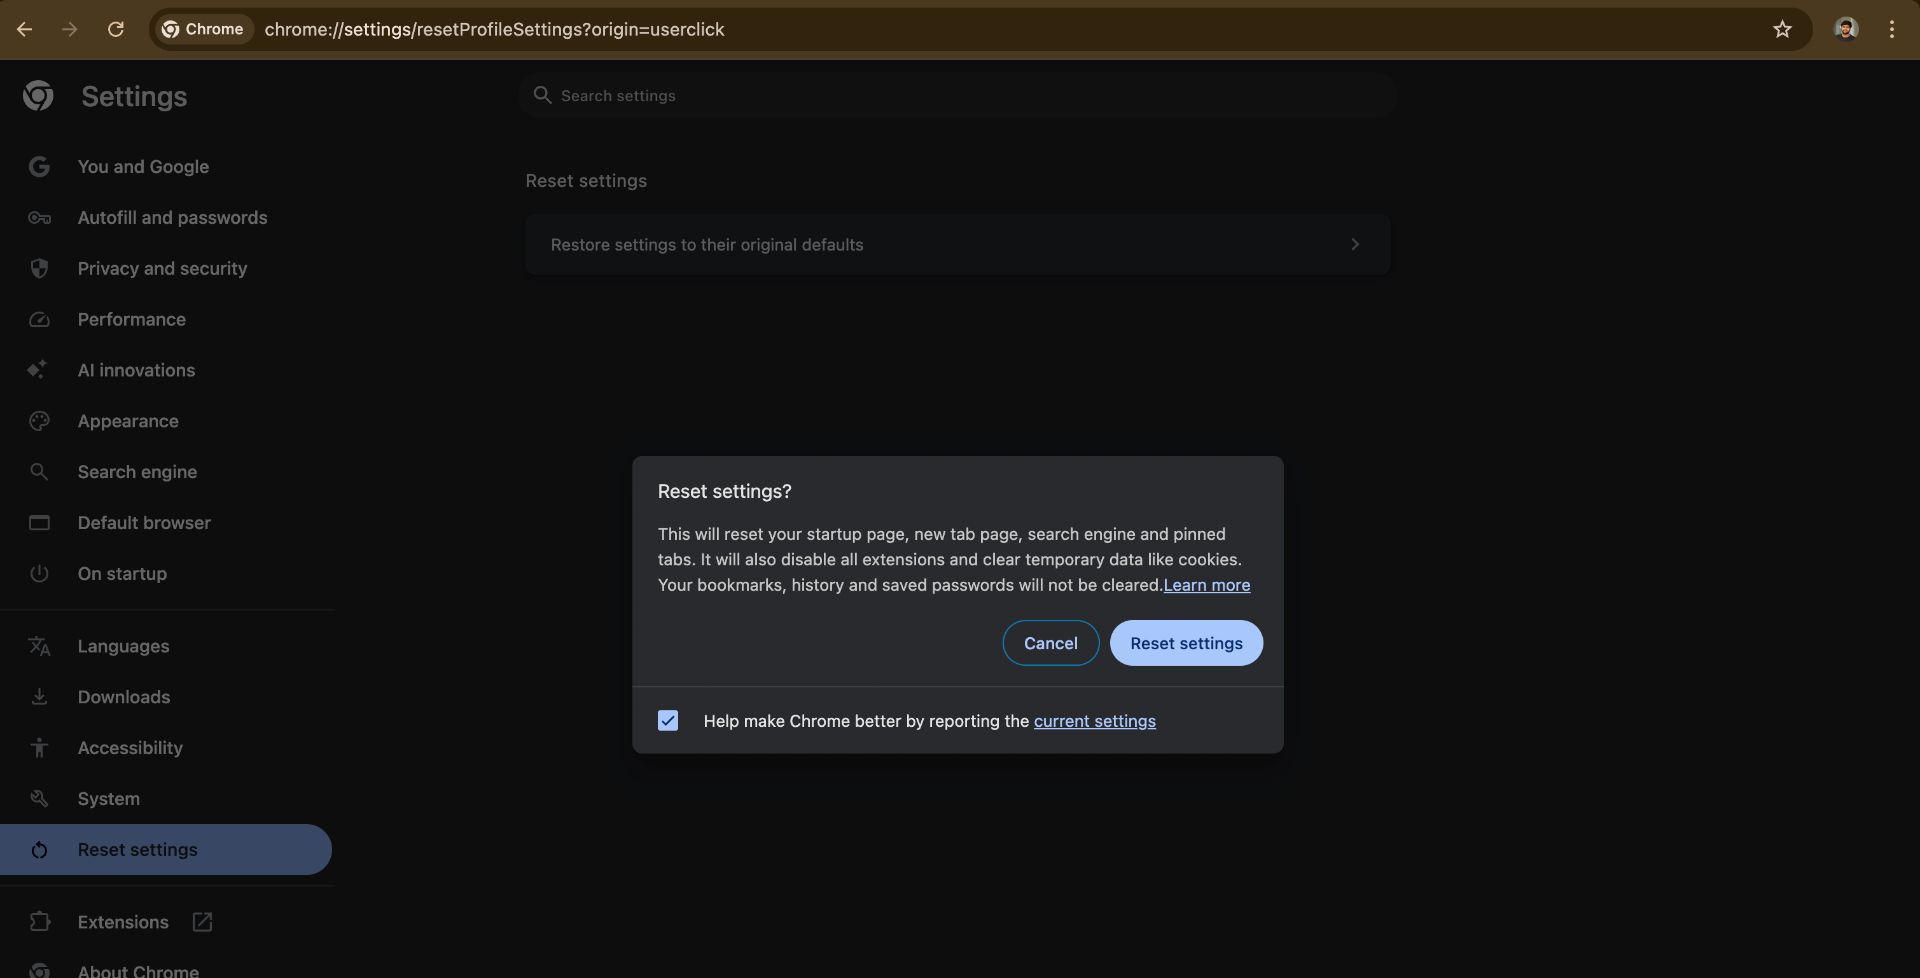 Chrome
chrome://settings/resetProfileSettings?origin=userclick
Settings
Search settings
You and Google
Autofill and passwords
Privacy and security
Performance
AI innovations
Appearance
Search engine
Default browser
On startup
Languages
Downloads
Accessibility
System
Reset settings
Extensions
About Chrome
Reset settings
Restore settings to their original defaults
Reset settings?
This will reset your startup page, new tab page, search engine and pinned
tabs. It will also disable all extensions and clear temporary data like cookies.
Your bookmarks, history and saved passwords will not be cleared.Learn more
Cancel
Reset settings
Help make Chrome better by reporting the current settings